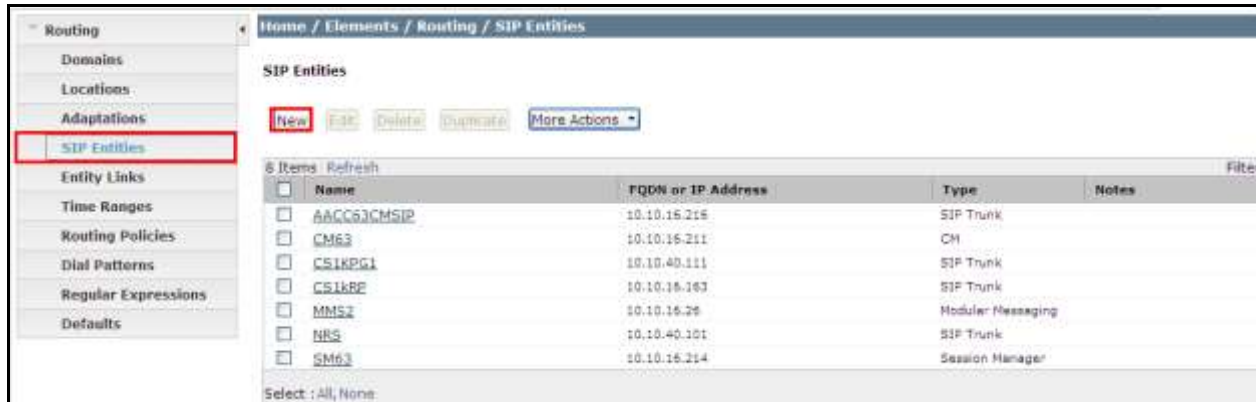 Routing
Domains
Locations
Adaptations
SIP Entities
Entity Links
Time Ranges
Routing Policies
Dial Patterns
Regular Expressions
Defaults
Home / Elements / Routing / SIP Entities
SIP Entities
New Edit Delete Duplicate More Actions
Items Refresh Filte
Name FQDN or IP Address Type Notes
AACC63CMSIP 10.10.16.216 SIP Trunk
CM63 10.10.16.211 CM
CS1KPG1 10.10.40.111 SIP Trunk
CS1kRP 10.10.16.163 SIP Trunk
MMS2 10.10.16.26 Modular Messaging
NRS 10.10.40.101 SIP Trunk
SM63 10.10.16.214 Session Manager
Select : All, None